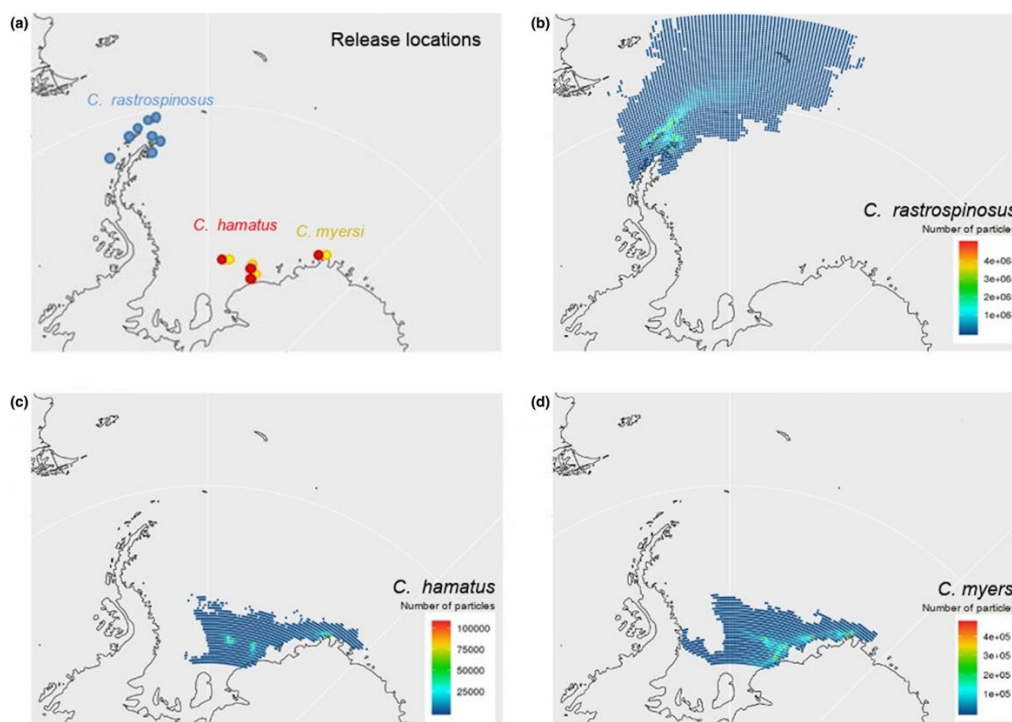 (a)
Release locations
C. rastrospinosus
C. hamatus
C. myersi
(b)
C. rastrospinosus
Number of particles
4e+06
3e+06
2e+06
1e+06
(c)
C. hamatus
Number of particles
100000
75000
50000
25000
(d)
C. myers
Number of particles
4e+05
3e+05
2e+05
1e+05